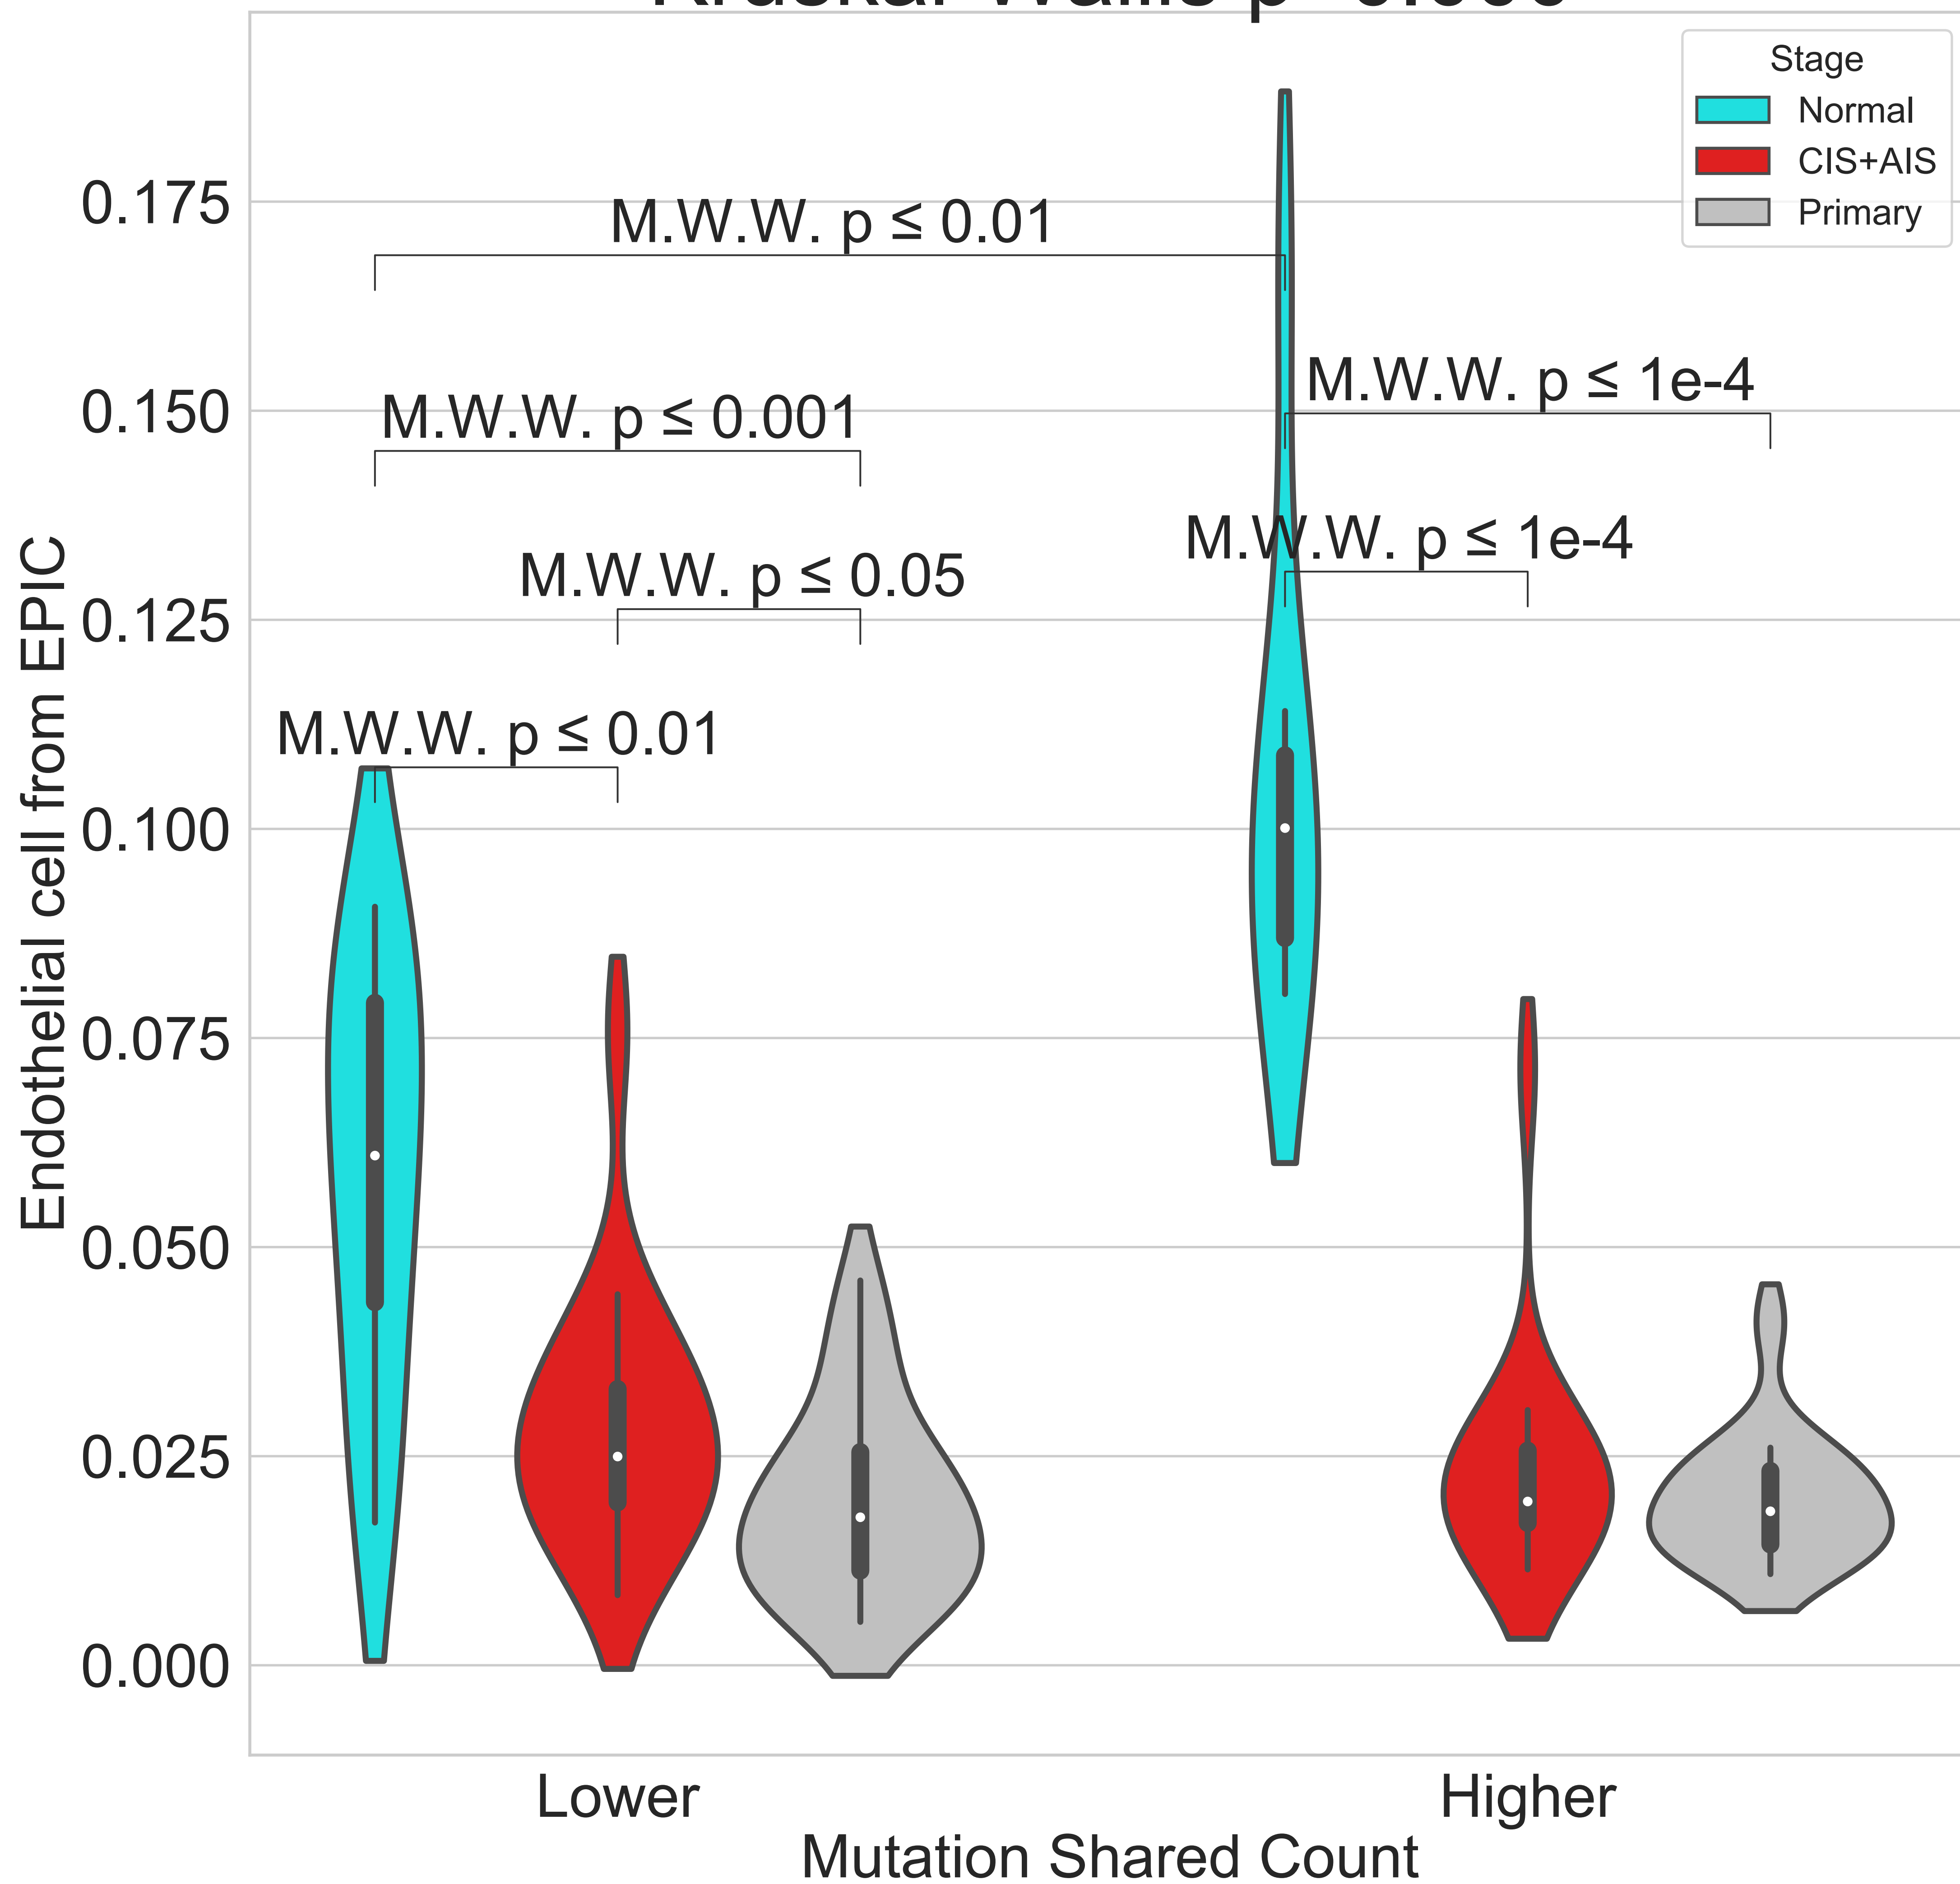 Stage
Normal
CIS+AIS
Primary
0.175
0.150
0.125
0.100
0.075
0.050
0.025
0.000
Endothelial cell from EPIC
M.W.W. p ≤ 0.01
M.W.W. p ≤ 1e-4
M.W.W. p ≤ 0.001
M.W.W. p ≤ 1e-4
M.W.W. p ≤ 0.05
M.W.W. p ≤ 0.01
Lower
Higher
Mutation Shared Count